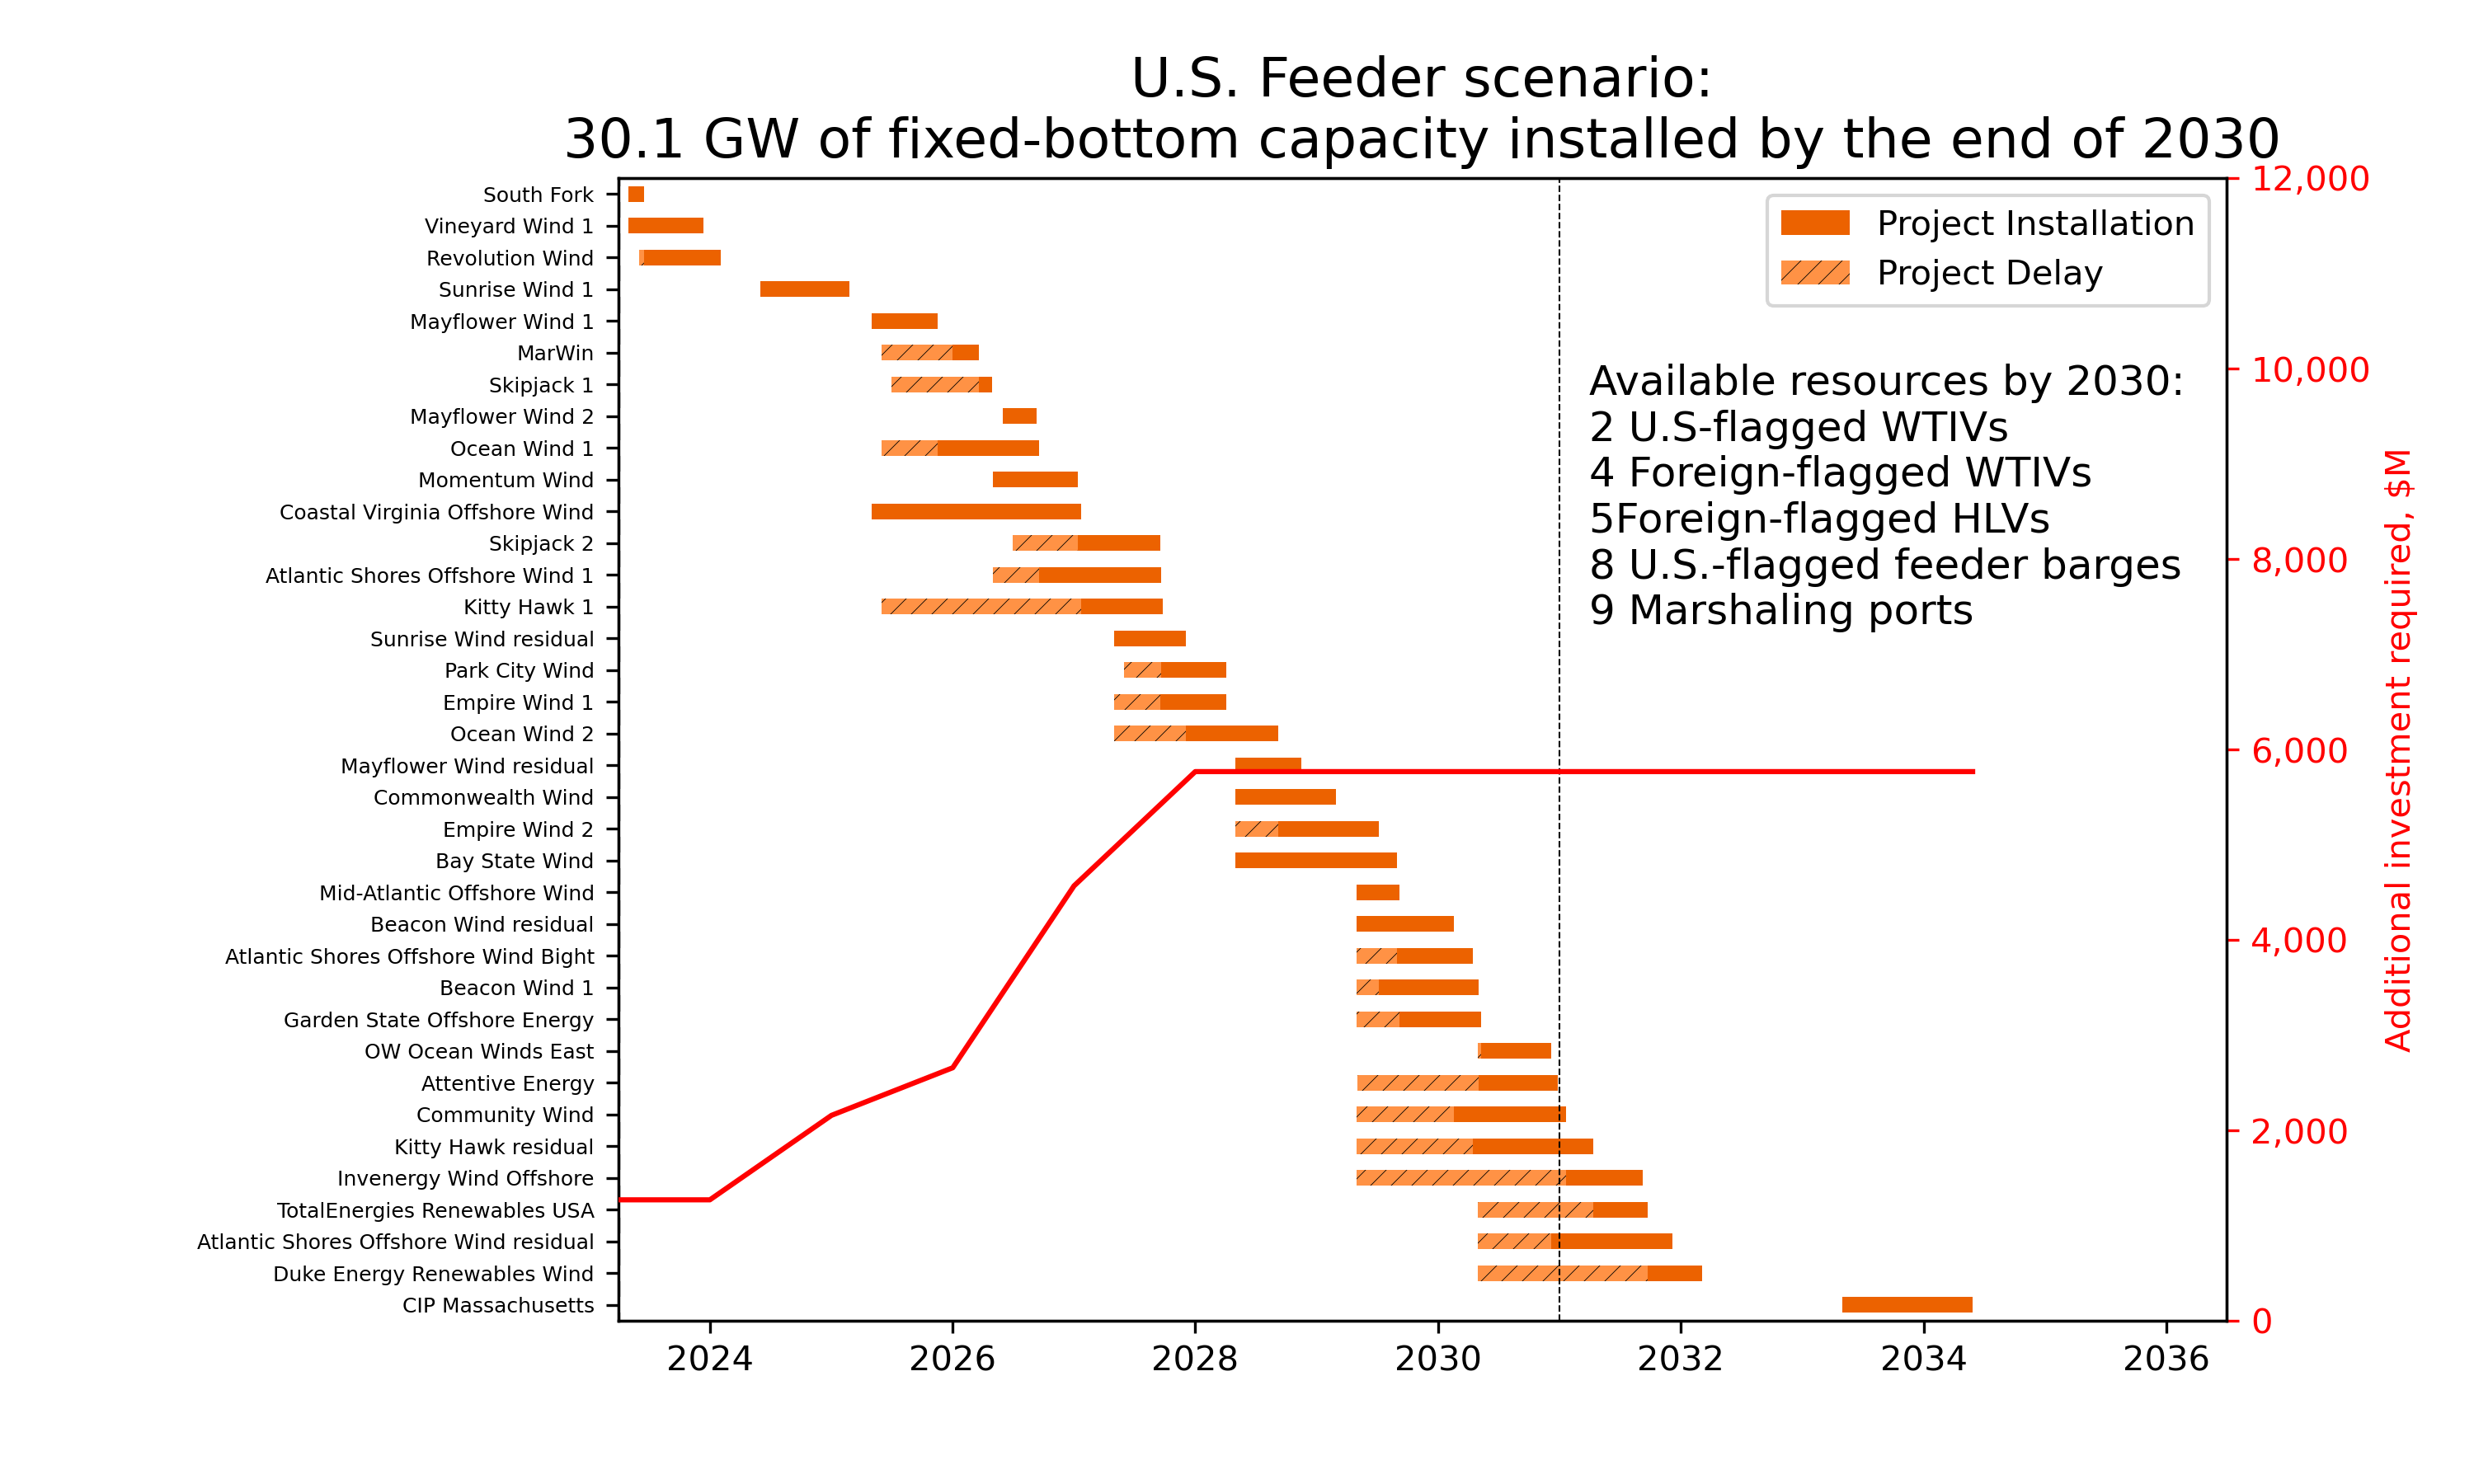 U.S. Feeder scenario:
30.1 GW of fixed-bottom capacity installed by the end of 2030
South Fork
Vineyard Wind 1
Revolution Wind
Sunrise Wind 1
Mayflower Wind 1
MarWin
Skipjack 1
Mayflower Wind 2
Ocean Wind 1
Momentum Wind
Coastal Virginia Offshore Wind
Skipjack 2
Atlantic Shores Offshore Wind 1
Kitty Hawk 1
Sunrise Wind residual
Park City Wind
Empire Wind 1
Ocean Wind 2
Mayflower Wind residual
Commonwealth Wind
Empire Wind 2
Bay State Wind
Mid-Atlantic Offshore Wind
Beacon Wind residual
Atlantic Shores Offshore Wind Bight
Beacon Wind 1
Garden State Offshore Energy
OW Ocean Winds East
Attentive Energy
Community Wind
Kitty Hawk residual
Invenergy Wind Offshore
TotalEnergies Renewables USA
Atlantic Shores Offshore Wind residual
Duke Energy Renewables Wind
CIP Massachusetts
Project Installation
Project Delay
Available resources by 2030:
2 U.S-flagged WTIVs
4 Foreign-flagged WTIVs
5Foreign-flagged HLVs
8 U.S.-flagged feeder barges
9 Marshaling ports
12,000
10,000
8,000
6,000
4,000
2,000
0
Additional investment required, $M
2024
2026
2028
2030
2032
2034
2036